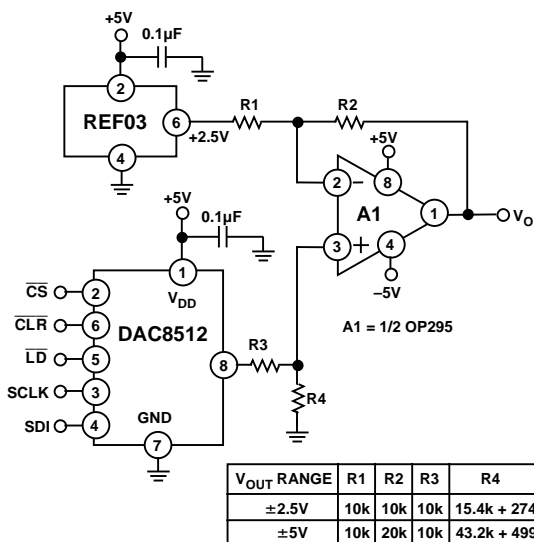 +5V
0.1µF
2
REF03
6
+2.5V
4
R1
R2
+5V
2
–
8
A1
1
VO
3
+
4
–5V
A1 = 1/2 OP295
+5V
0.1µF
1
VDD
CS
2
CLR
6
DAC8512
LD
5
8
R3
SCLK
3
R4
SDI
4
GND
7
VOUT RANGE R1 R2 R3 R4
±2.5V 10k 10k 10k 15.4k + 274
±5V 10k 20k 10k 43.2k + 499